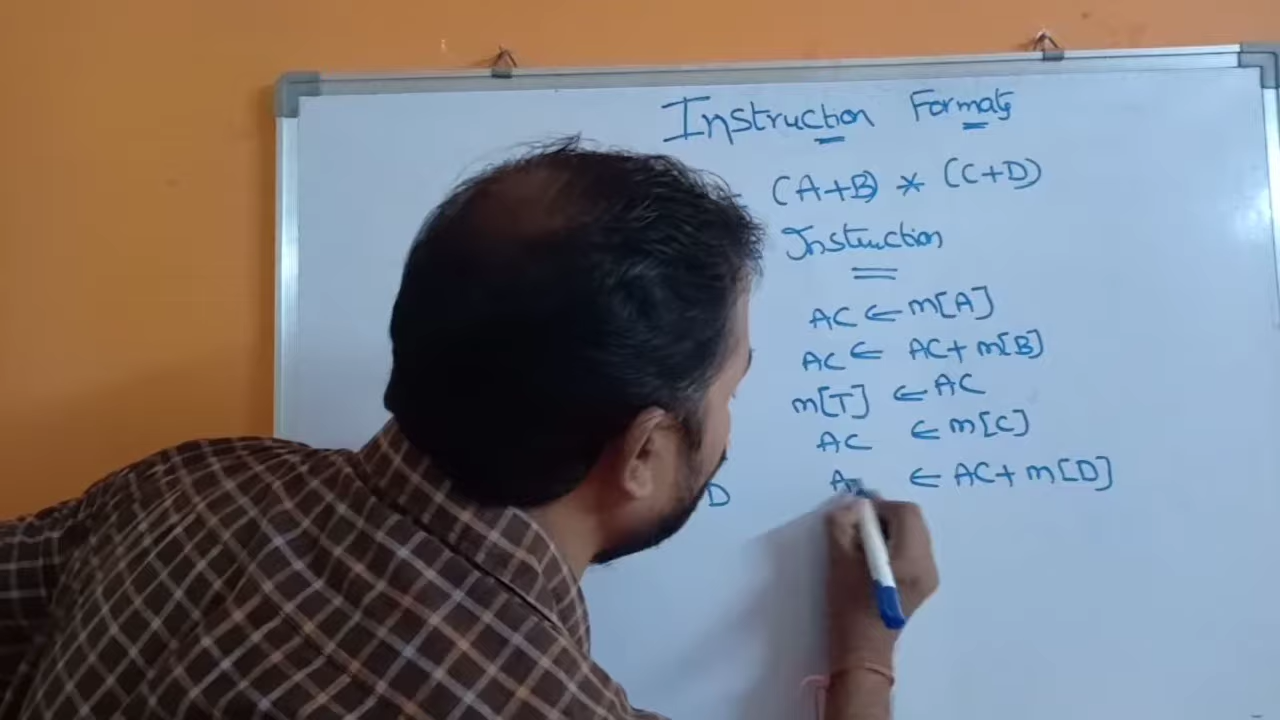 Instruction Formats
(A+B) * (C+D)
Instruction
AC ← m[A]
AC ← AC+ m[B]
m[T] ← AC
AC ← m[C]
D A ← AC+ m[D]